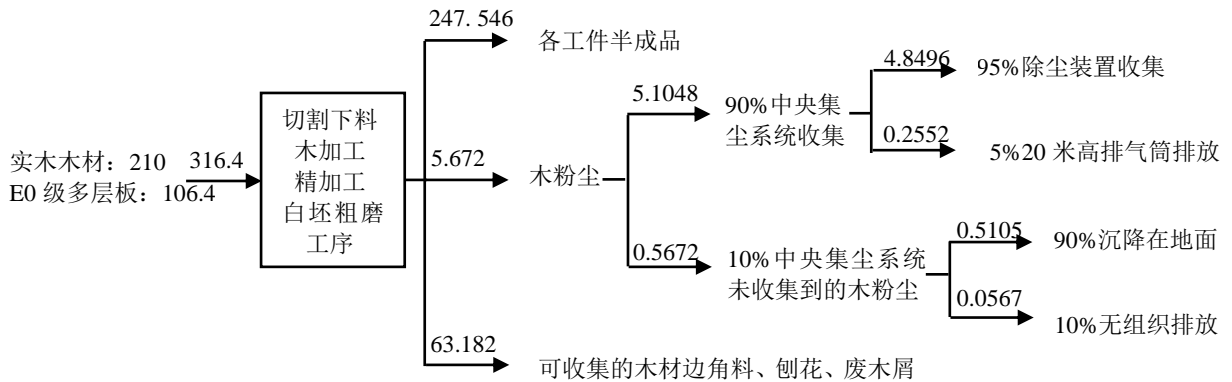 实木木材：210
E0 级多层板：106.4
316.4
切割下料
木加工
精加工
白坯粗磨
工序
247. 546
各工件半成品
5.672
木粉尘
63.182
可收集的木材边角料、刨花、废木屑
5.1048
90%中央集
尘系统收集
0.5672
10%中央集尘系统
未收集到的木粉尘
4.8496
95%除尘装置收集
0.2552
5%20 米高排气筒排放
0.5105
90%沉降在地面
0.0567
10%无组织排放